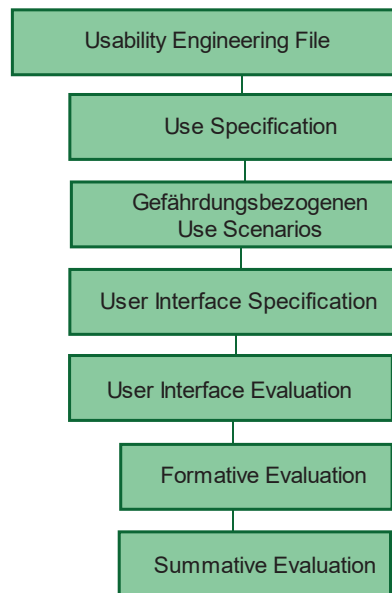 Usability Engineering File
Use Specification
Gefährdungsbezogenen
Use Scenarios
User Interface Specification
User Interface Evaluation
Formative Evaluation
Summative Evaluation